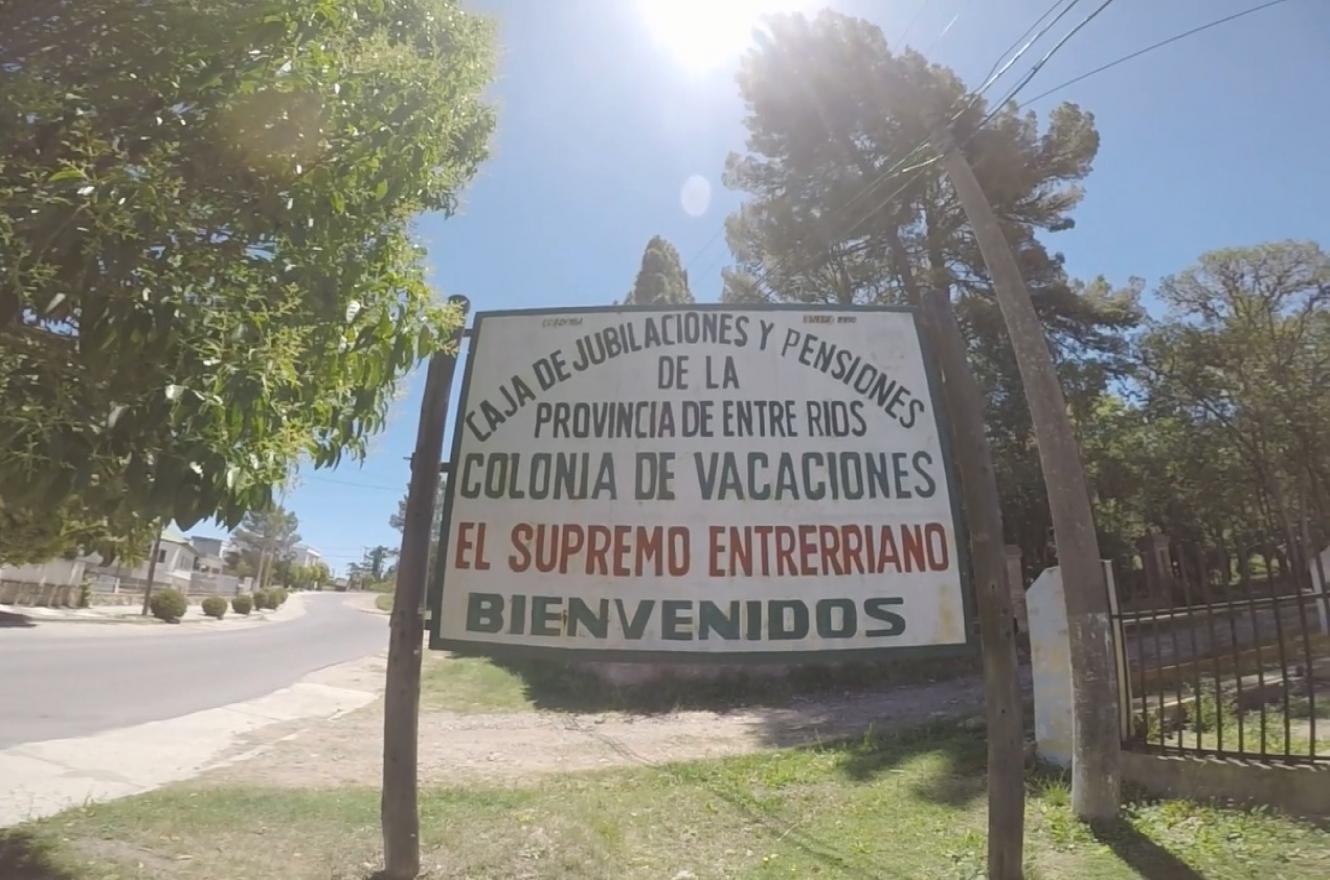 CAJA DE JUBILACIONES Y PENSIONES
DE LA
PROVINCIA DE ENTRE RIOS
COLONIA DE VACACIONES
EL SUPREMO ENTRERRIANO
BIENVENIDOS